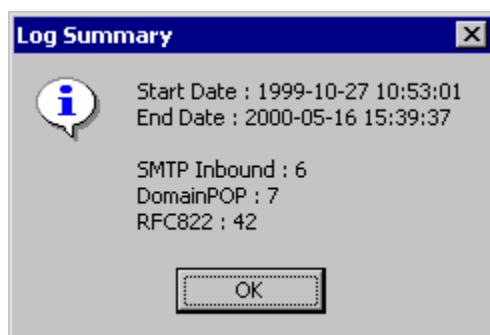 Log Summary
Start Date : 1999-10-27 10:53:01
End Date : 2000-05-16 15:39:37
SMTP Inbound : 6
DomainPOP : 7
RFC822 : 42
OK